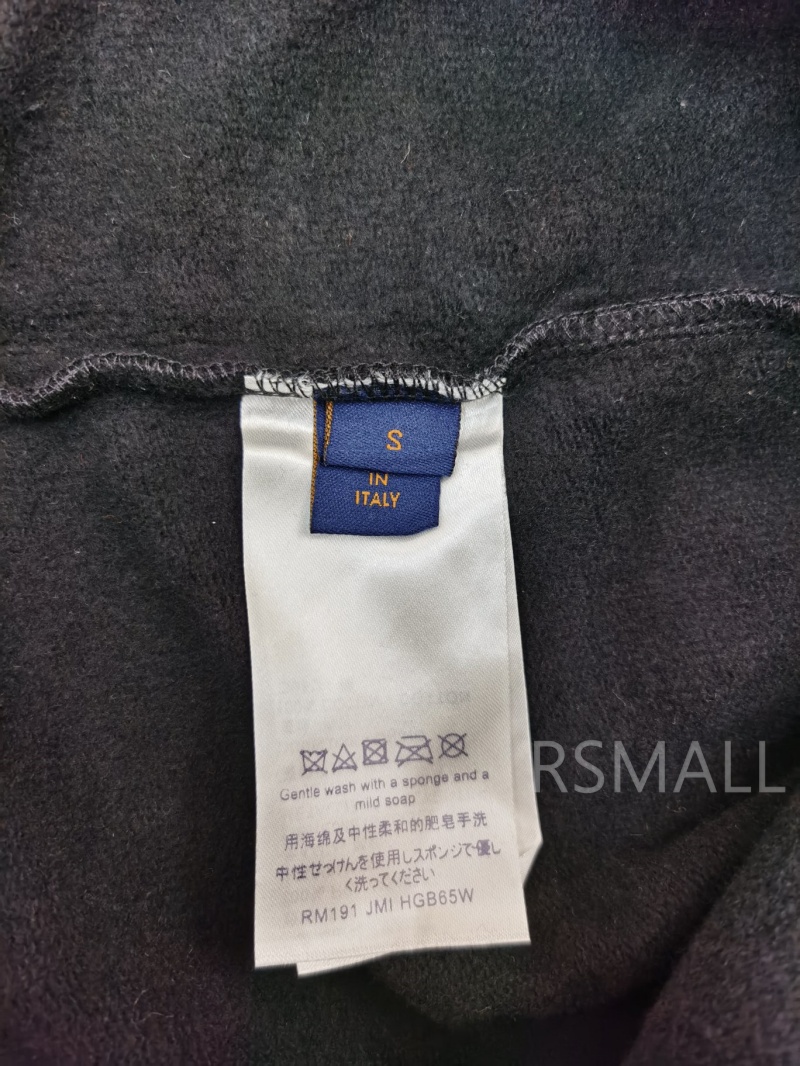 S
IN
ITALY
Gentle wash with a sponge and a
mild soap
用海绵及中性柔和的肥皂手洗
中性せっけんを使用しスポンジで優し
く洗ってください
RM191 JMI HGB65W
RSMALL